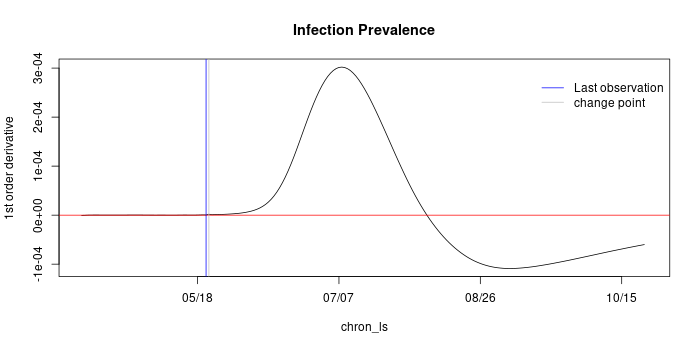 Infection Prevalence
1st order derivative
3e-04
2e-04
1e-04
0e+00
-1e-04
Last observation
change point
05/18
07/07
08/26
10/15
chron_ls